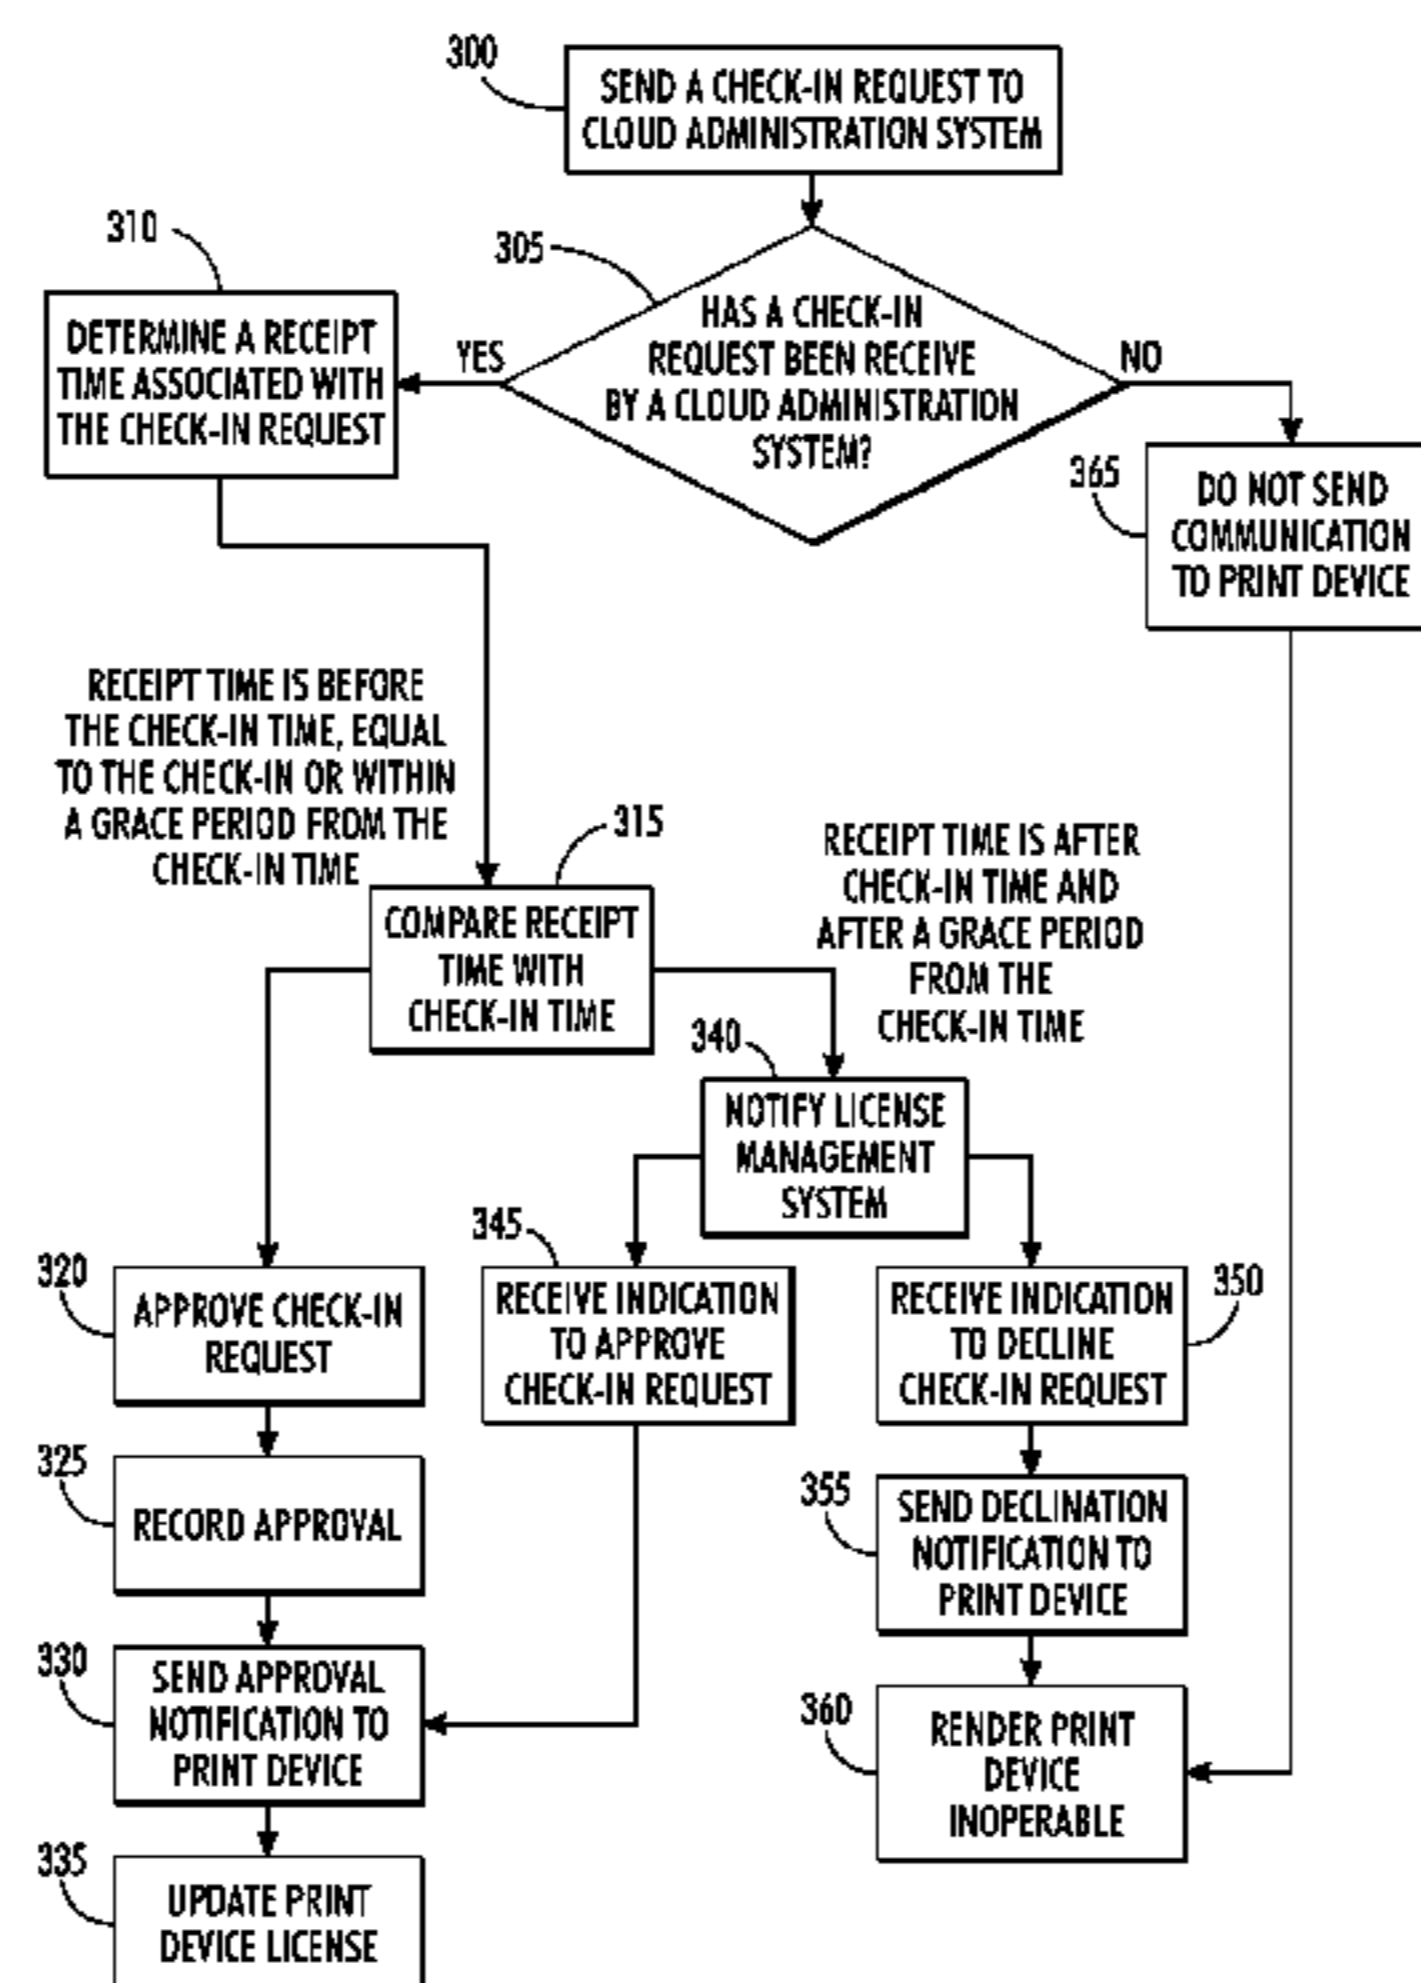 300
SEND A CHECK-IN REQUEST TO
CLOUD ADMINISTRATION SYSTEM
305
HAS A CHECK-IN
REQUEST BEEN RECEIVE
BY A CLOUD ADMINISTRATION
SYSTEM?
YES
NO
310
DETERMINE A RECEIPT
TIME ASSOCIATED WITH
THE CHECK-IN REQUEST
365
DO NOT SEND
COMMUNICATION
TO PRINT DEVICE
RECEIPT TIME IS BEFORE
THE CHECK-IN TIME, EQUAL
TO THE CHECK-IN OR WITHIN
A GRACE PERIOD FROM THE
CHECK-IN TIME
315
COMPARE RECEIPT
TIME WITH
CHECK-IN TIME
RECEIPT TIME IS AFTER
CHECK-IN TIME AND
AFTER A GRACE PERIOD
FROM THE
CHECK-IN TIME
340
NOTIFY LICENSE
MANAGEMENT
SYSTEM
320
APPROVE CHECK-IN
REQUEST
345
RECEIVE INDICATION
TO APPROVE
CHECK-IN REQUEST
350
RECEIVE INDICATION
TO DECLINE
CHECK-IN REQUEST
325
RECORD APPROVAL
355
SEND DECLINATION
NOTIFICATION TO
PRINT DEVICE
330
SEND APPROVAL
NOTIFICATION TO
PRINT DEVICE
360
RENDER PRINT
DEVICE
INOPERABLE
335
UPDATE PRINT
DEVICE LICENSE